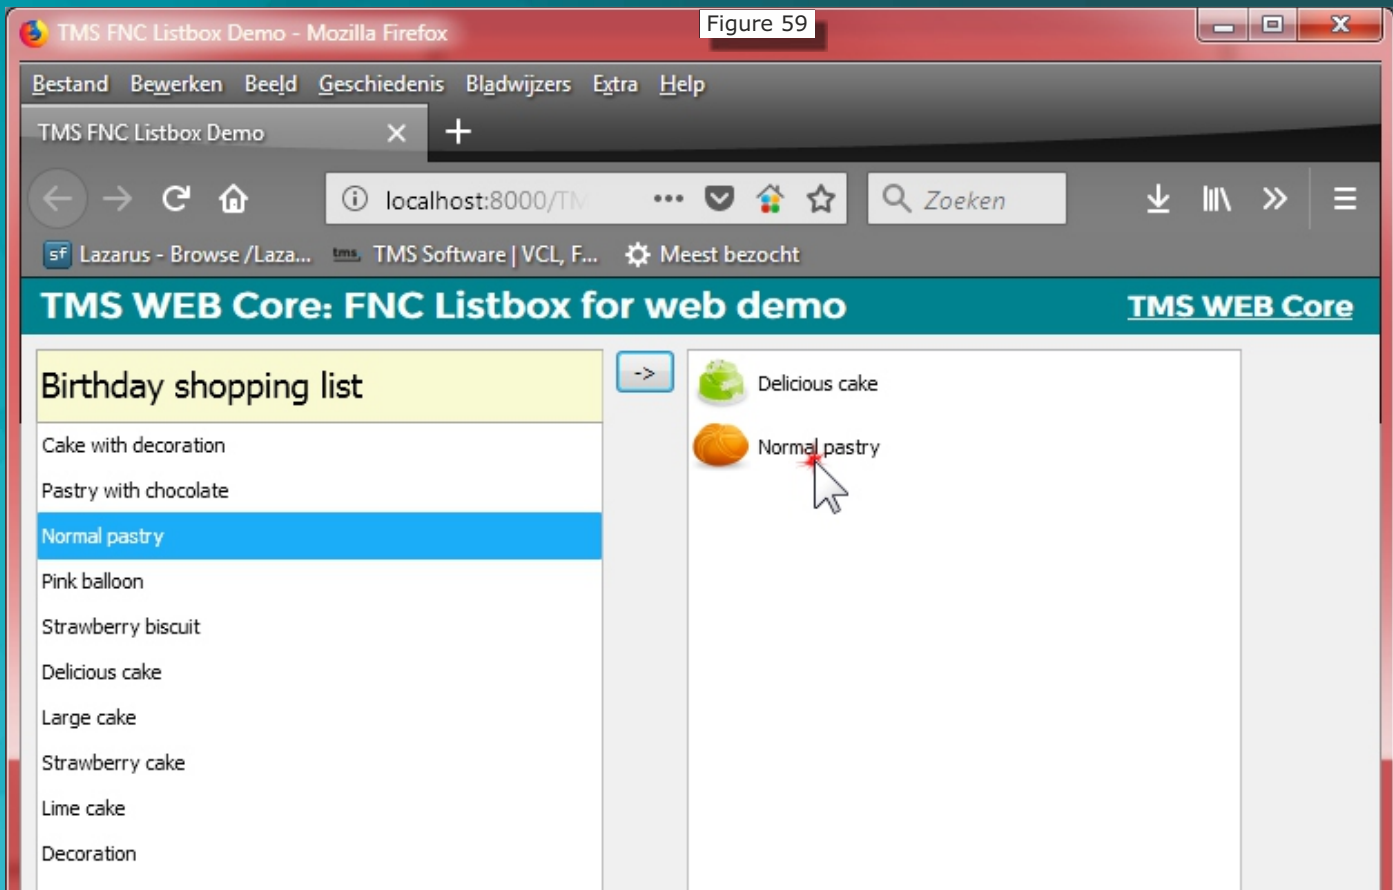 Figure 59
TMS FNC Listbox Demo - Mozilla Firefox
Bestand Bewerken Beeld Geschiedenis Bladwijzers Extra Help
TMS FNC Listbox Demo
localhost:8000/TM
Zoeken
sf Lazarus - Browse /Laza... tms TMS Software | VCL, F... Meest bezocht
TMS WEB Core: FNC Listbox for web demo TMS WEB Core
Birthday shopping list
->
Cake with decoration
Pastry with chocolate
Normal pastry
Pink balloon
Strawberry biscuit
Delicious cake
Large cake
Strawberry cake
Lime cake
Decoration
Delicious cake
Normal pastry